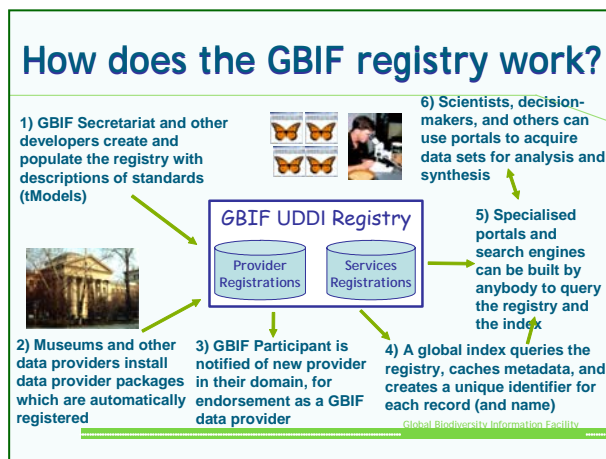 How does the GBIF registry work?
1) GBIF Secretariat and other
developers create and
populate the registry with
descriptions of standards
(tModels)
6) Scientists, decision-
makers, and others can
use portals to acquire
data sets for analysis and
synthesis
GBIF UDDI Registry
Provider
Registrations
Services
Registrations
5) Specialised
portals and
search engines
can be built by
anybody to query
the registry and
the index
2) Museums and other
data providers install
data provider packages
which are automatically
registered
3) GBIF Participant is
notified of new provider
in their domain, for
endorsement as a GBIF
data provider
4) A global index queries the
registry, caches metadata, and
creates a unique identifier for
each record (and name)
Global Biodiversity Information Facility